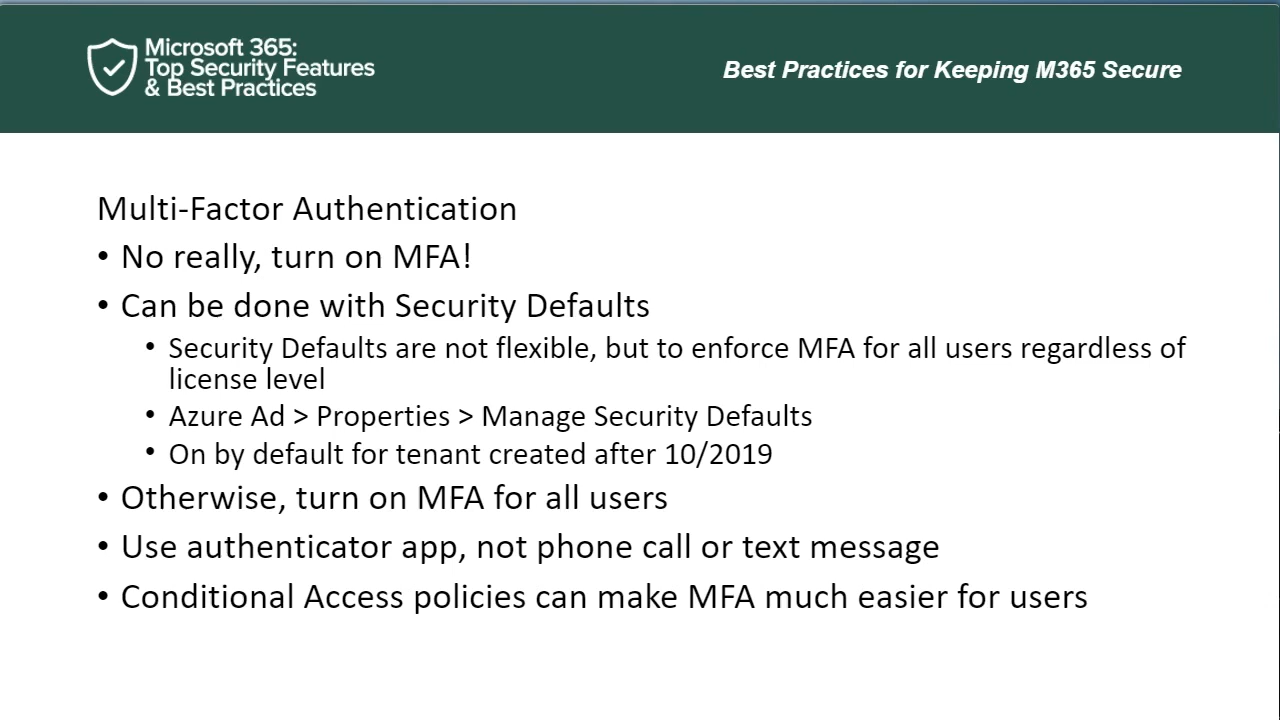 Microsoft 365:
Top Security Features
& Best Practices
Best Practices for Keeping M365 Secure
Multi-Factor Authentication
• No really, turn on MFA!
• Can be done with Security Defaults
• Security Defaults are not flexible, but to enforce MFA for all users regardless of
license level
• Azure Ad > Properties > Manage Security Defaults
• On by default for tenant created after 10/2019
• Otherwise, turn on MFA for all users
• Use authenticator app, not phone call or text message
• Conditional Access policies can make MFA much easier for users